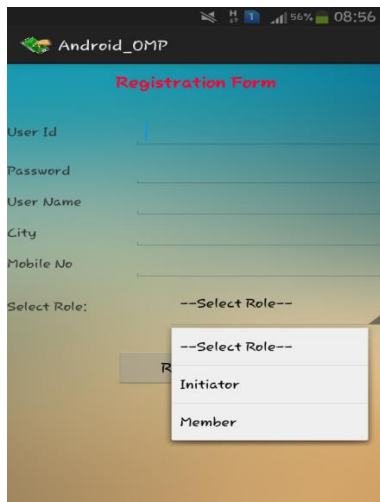 H 1 56% 08:56
Android_OMP
Registration Form
User Id
Password
User Name
City
Mobile No
Select Role: --Select Role--
--Select Role--
R
Initiator
Member